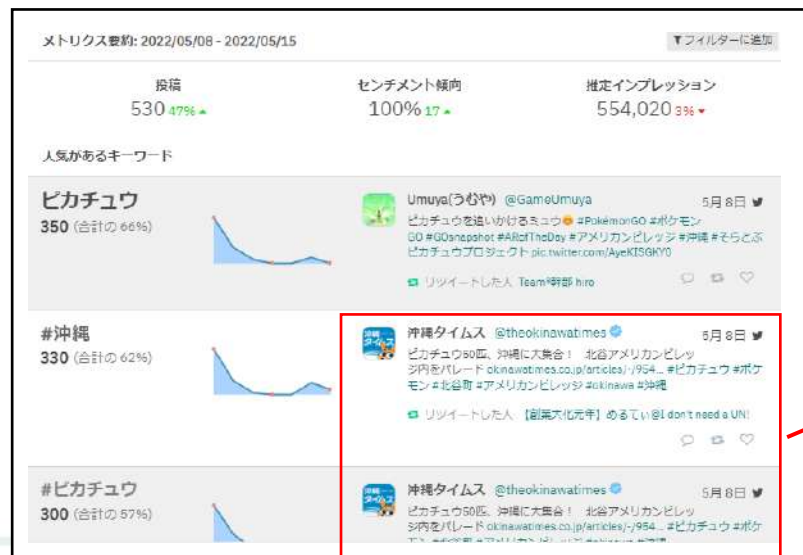 メトリクス要約: 2022/05/08 - 2022/05/15
フィルターに追加
投稿
530 47%
センチメント傾向
100% 17
推定インプレッション
554,020 3%
人気があるキーワード
ピカチュウ
350 (合計の 66%)
Umuya(うむや) @GameUmuya
5月 8日
ピカチュウを追いかけるミュウ #PokémonGO #ポケモン
GO #GOsnapshot #ARofTheDay #アメリカンビレッジ #沖縄 #そらとぶ
ピカチュウプロジェクト pic.twitter.com/AyeKISGKY0
リツイートした人 hiro
#沖縄
330 (合計の 62%)
沖縄タイムス @theokinawatimes
5月 8日
ピカチュウ50匹、沖縄に大集合! 北谷アメリカンビレッ
ジ内をパレード okinawatimes.co.jp/articles/-/954... #ピカチュウ #ポケ
モン #北谷町 #アメリカンビレッジ #okinawa #沖縄
リツイートした人 【創業大化元年】めるてぃ@I don't need a UN!
#ピカチュウ
300 (合計の 57%)
沖縄タイムス @theokinawatimes
5月 8日
ピカチュウ50匹、沖縄に大集合! 北谷アメリカンビレッ
ジ内をパレード okinawatimes.co.jp/articles/-/954... #ピカチュウ #ポケ